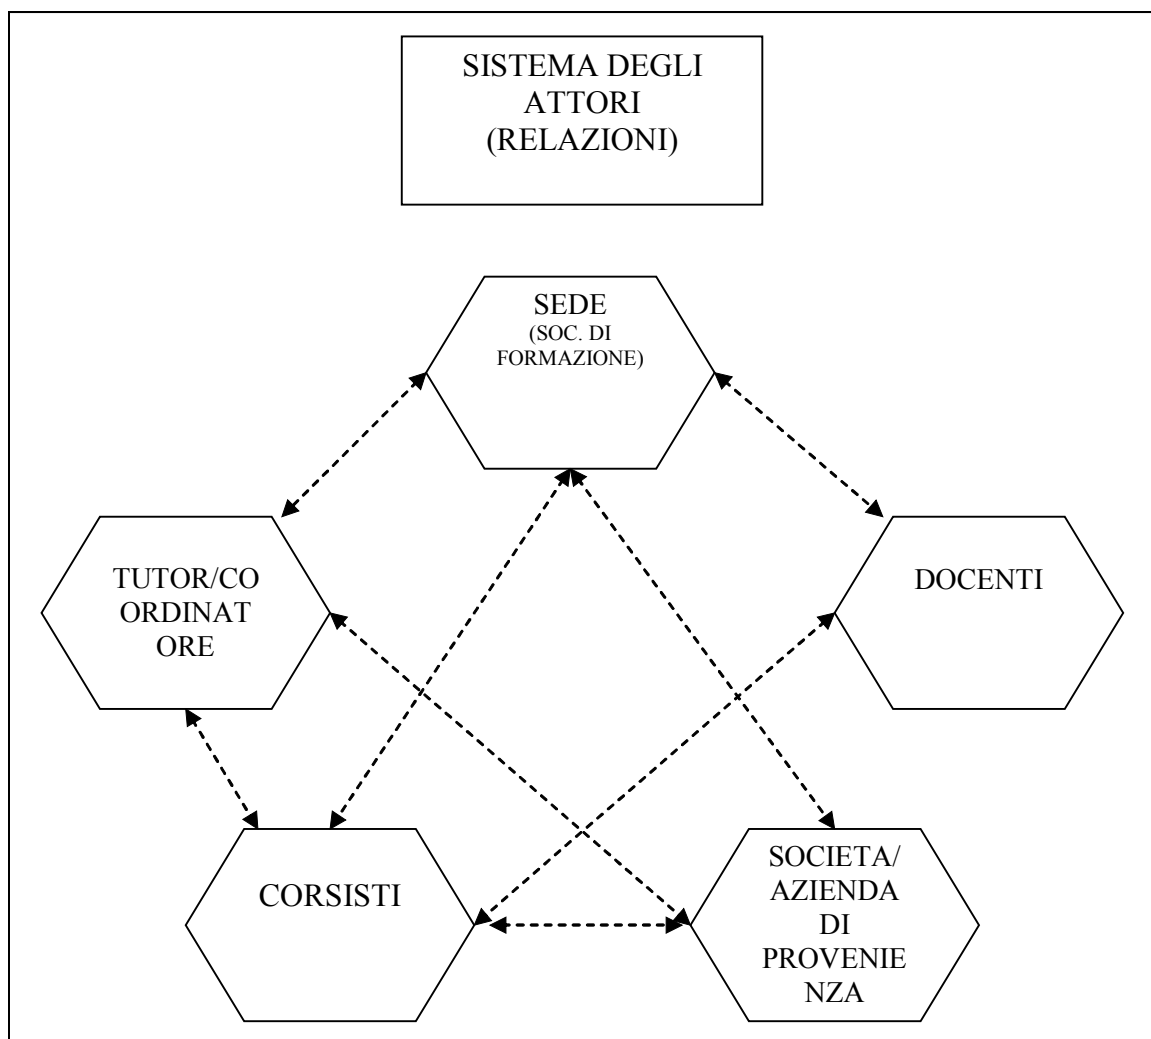 SISTEMA DEGLI
ATTORI
(RELAZIONI)
SEDE
(SOC. DI
FORMAZIONE)
TUTOR/CO
ORDINAT
ORE
DOCENTI
CORSISTI
SOCIETA/
AZIENDA
DI
PROVENIE
NZA